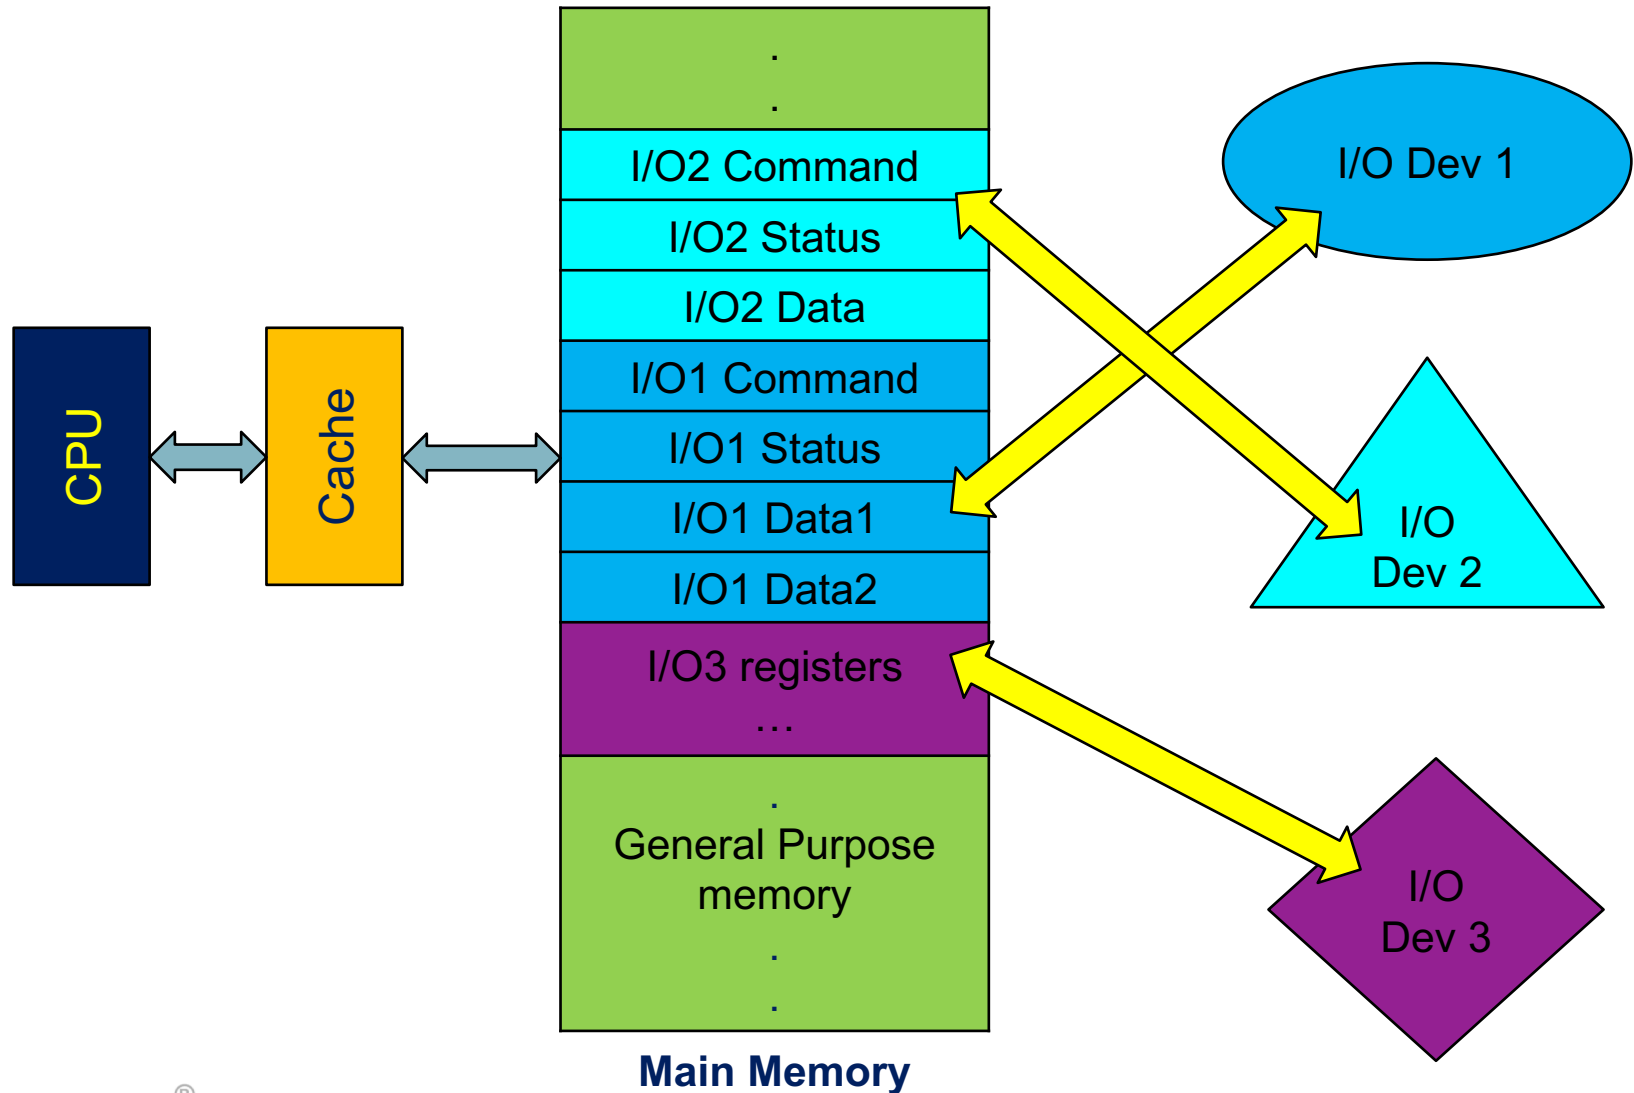 .
.
I/O2 Command
I/O2 Status
I/O2 Data
I/O1 Command
I/O1 Status
I/O1 Data1
I/O1 Data2
I/O3 registers
...
.
General Purpose
memory
.
.
Main Memory
CPU
Cache
I/O Dev 1
I/O
Dev 2
I/O
Dev 3
®